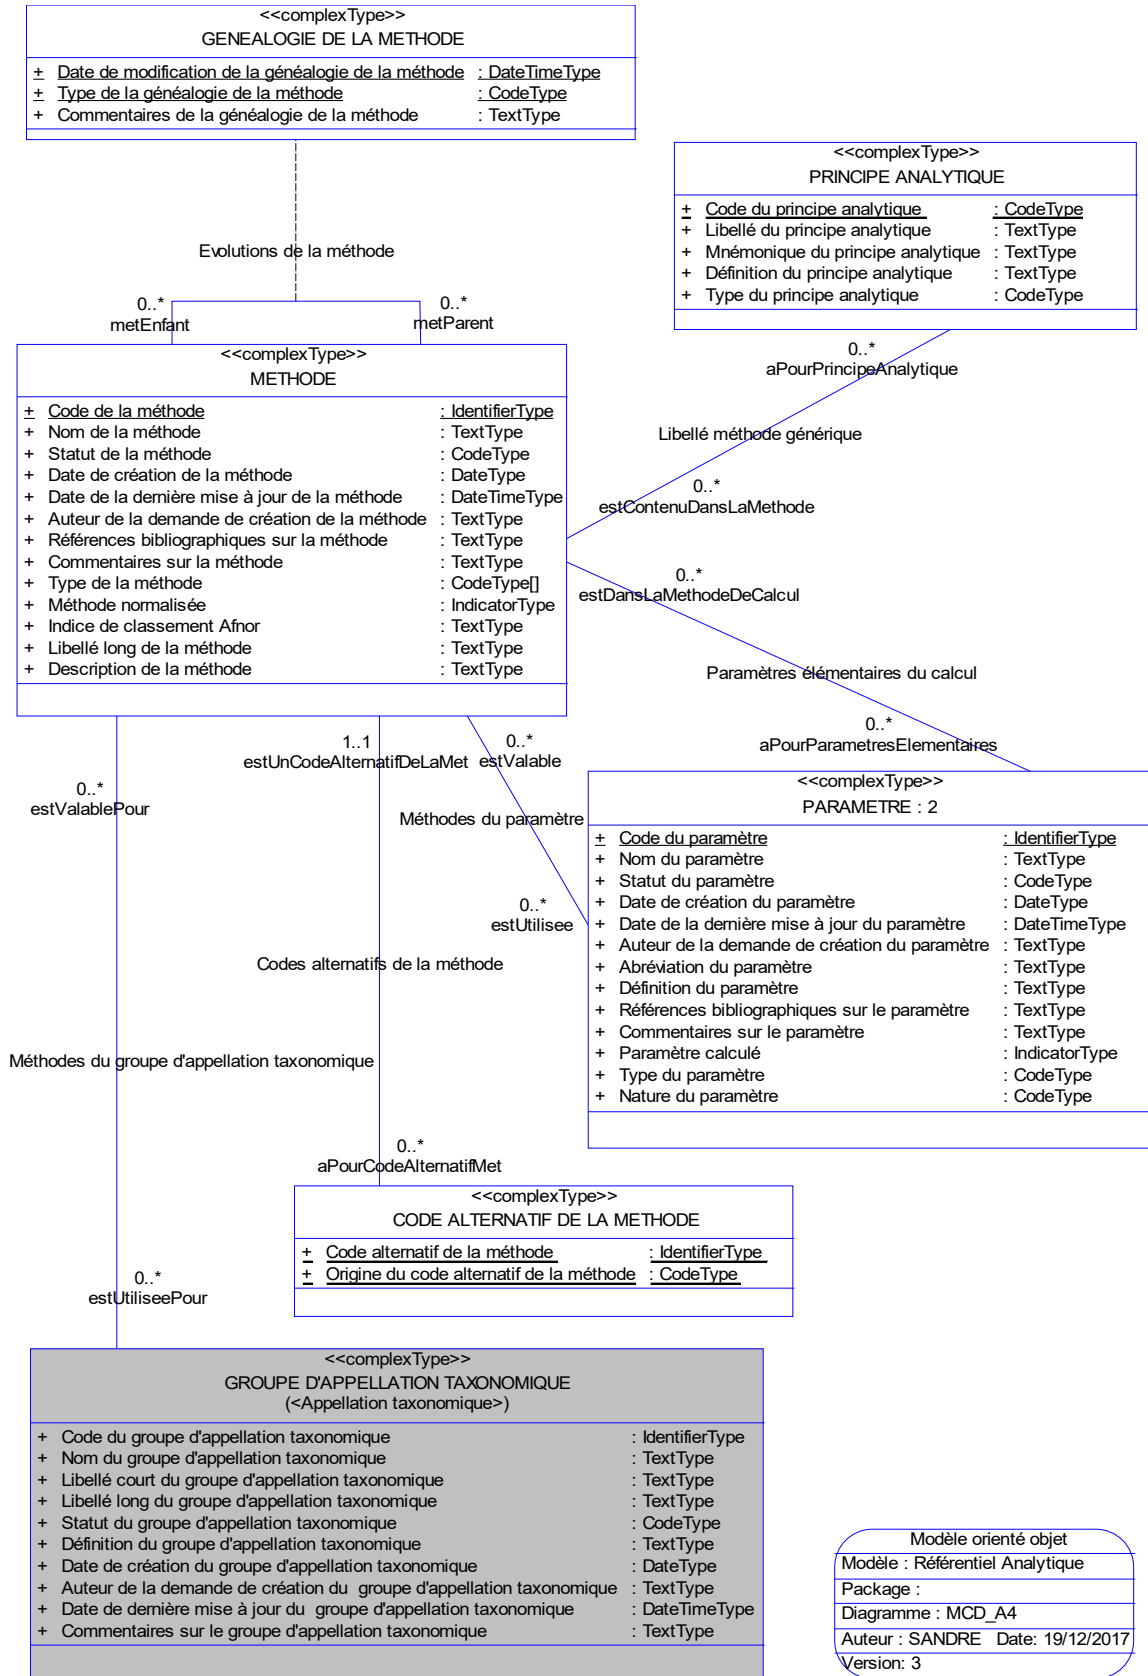 <<complexType>>
GENEALOGIE DE LA METHODE
+ Date de modification de la généalogie de la méthode : DateTimeType
+ Type de la généalogie de la méthode : CodeType
+ Commentaires de la généalogie de la méthode : TextType
<<complexType>>
PRINCIPE ANALYTIQUE
+ Code du principe analytique : CodeType
+ Libellé du principe analytique : TextType
+ Mnémonique du principe analytique : TextType
+ Définition du principe analytique : TextType
+ Type du principe analytique : CodeType
Evolutions de la méthode
0..*
metEnfant
0..*
metParent
<<complexType>>
METHODE
+ Code de la méthode : IdentifierType
+ Nom de la méthode : TextType
+ Statut de la méthode : CodeType
+ Date de création de la méthode : DateType
+ Date de la dernière mise à jour de la méthode : DateTimeType
+ Auteur de la demande de création de la méthode : TextType
+ Références bibliographiques sur la méthode : TextType
+ Commentaires sur la méthode : TextType
+ Type de la méthode : CodeType[]
+ Méthode normalisée : IndicatorType
+ Indice de classement Afnor : TextType
+ Libellé long de la méthode : TextType
+ Description de la méthode : TextType
0..*
aPourPrincipeAnalytique
Libellé méthode générique
0..*
estContenuDansLaMethode
0..*
estDansLaMethodeDeCalcul
Paramètres élémentaires du calcul
0..*
aPourParametresElementaires
1..1
estUnCodeAlternatifDeLaMet
0..*
estValable
0..*
estValablePour
Méthodes du paramètre
0..*
estUtilisee
<<complexType>>
PARAMETRE : 2
+ Code du paramètre : IdentifierType
+ Nom du paramètre : TextType
+ Statut du paramètre : CodeType
+ Date de création du paramètre : DateType
+ Date de la dernière mise à jour du paramètre : DateTimeType
+ Auteur de la demande de création du paramètre : TextType
+ Abréviation du paramètre : TextType
+ Définition du paramètre : TextType
+ Références bibliographiques sur le paramètre : TextType
+ Commentaires sur le paramètre : TextType
+ Paramètre calculé : IndicatorType
+ Type du paramètre : CodeType
+ Nature du paramètre : CodeType
Codes alternatifs de la méthode
Méthodes du groupe d'appellation taxonomique
0..*
aPourCodeAlternatifMet
<<complexType>>
CODE ALTERNATIF DE LA METHODE
+ Code alternatif de la méthode : IdentifierType
+ Origine du code alternatif de la méthode : CodeType
0..*
estUtiliseePour
<<complexType>>
GROUPE D'APPELLATION TAXONOMIQUE
(<Appellation taxonomique>)
+ Code du groupe d'appellation taxonomique : IdentifierType
+ Nom du groupe d'appellation taxonomique : TextType
+ Libellé court du groupe d'appellation taxonomique : TextType
+ Libellé long du groupe d'appellation taxonomique : TextType
+ Statut du groupe d'appellation taxonomique : CodeType
+ Définition du groupe d'appellation taxonomique : TextType
+ Date de création du groupe d'appellation taxonomique : DateType
+ Auteur de la demande de création du groupe d'appellation taxonomique : TextType
+ Date de dernière mise à jour du groupe d'appellation taxonomique : DateTimeType
+ Commentaires sur le groupe d'appellation taxonomique : TextType
Modèle orienté objet
Modèle : Référentiel Analytique
Package :
Diagramme : MCD_A4
Auteur : SANDRE Date: 19/12/2017
Version: 3